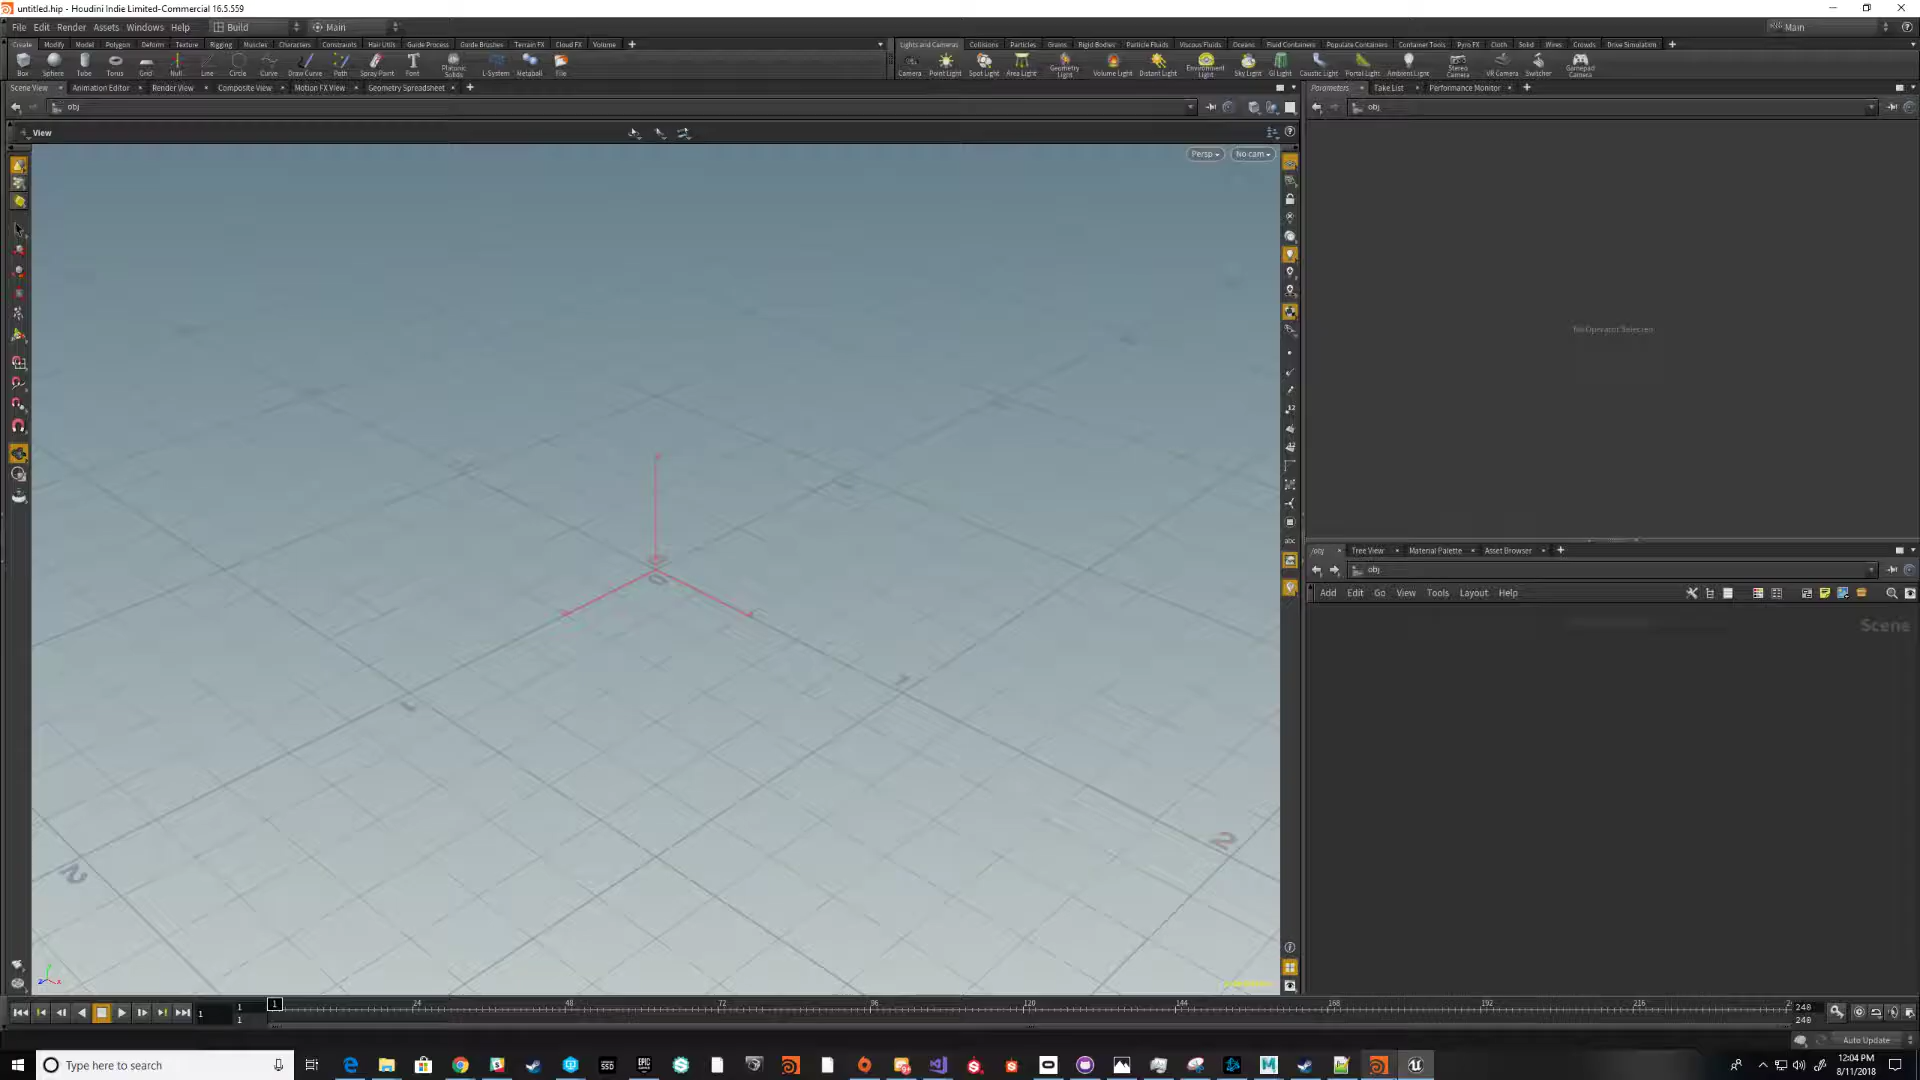 untitled.hip - Houdini Indie Limited-Commercial 16.5.559
File Edit Render Assets Windows Help Build Main Main
Create Modify Model Polygon Deform Texture Rigging Muscles Characters Constraints Hair Utils Guide Process Guide Brushes Terrain FX Cloud FX Volume
Lights and Cameras Collisions Particles Grains Rigid Bodies Particle Fluids Viscous Fluids Oceans Fluid Containers Populate Containers Container Tools Pyro FX Cloth Solid Wires Crowds Drive Simulation
Box Sphere Tube Torus Grid Null Line Circle Curve Draw Curve Path Spray Paint Font Platonic Solids L-System Metaball File
Camera Point Light Spot Light Area Light Geometry Light Volume Light Distant Light Environment Light Sky Light GI Light Caustic Light Portal Light Ambient Light Stereo Camera VR Camera Switcher Gamepad Camera
Scene View Animation Editor Render View Composite View Motion FX View Geometry Spreadsheet
Parameters Take List Performance Monitor
obj
obj
View
Persp No cam
No Operator Selected
/obj Tree View Material Palette Asset Browser
obj
Add Edit Go View Tools Layout Help
Scene
0
2
2
12
abc
1 1 1 24 48 72 96 120 144 168 192 216 240
1 240
Auto Update
Type here to search
12:04 PM
8/11/2018